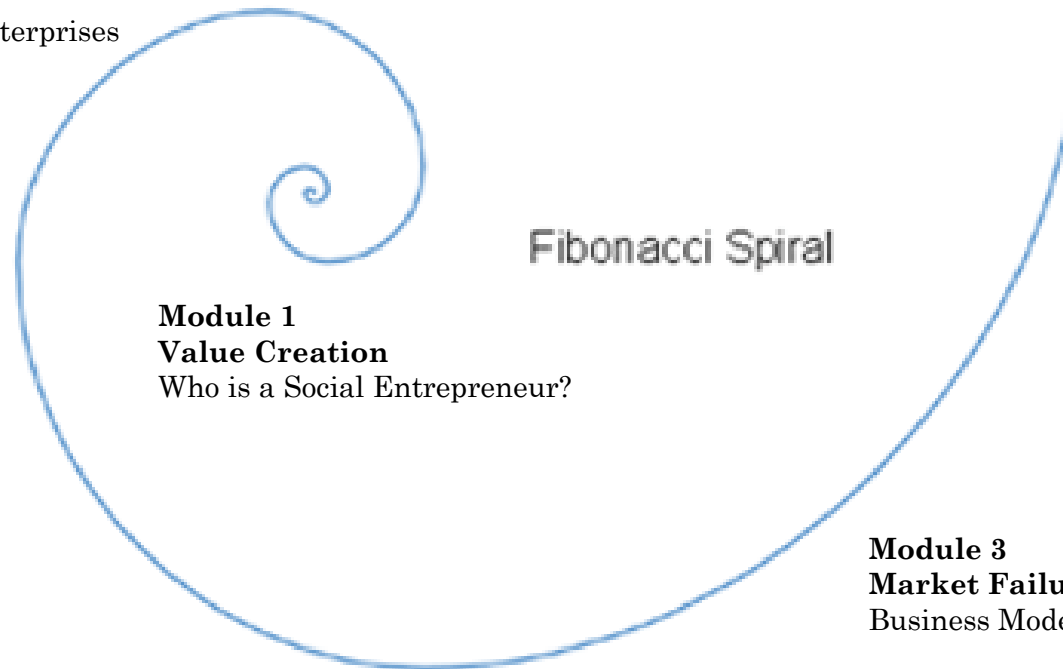 terprises
Fibonacci Spiral
Module 1
Value Creation
Who is a Social Entrepreneur?
Module 3
Market Failu
Business Mode